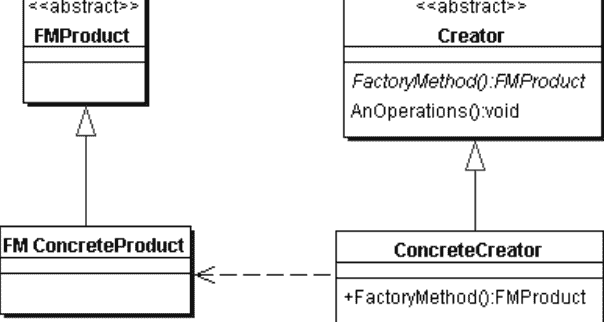 <<abstract>>
FMProduct
<<abstract>>
Creator
FactoryMethod():FMProduct
AnOperations():void
FM ConcreteProduct
ConcreteCreator
+FactoryMethod():FMProduct